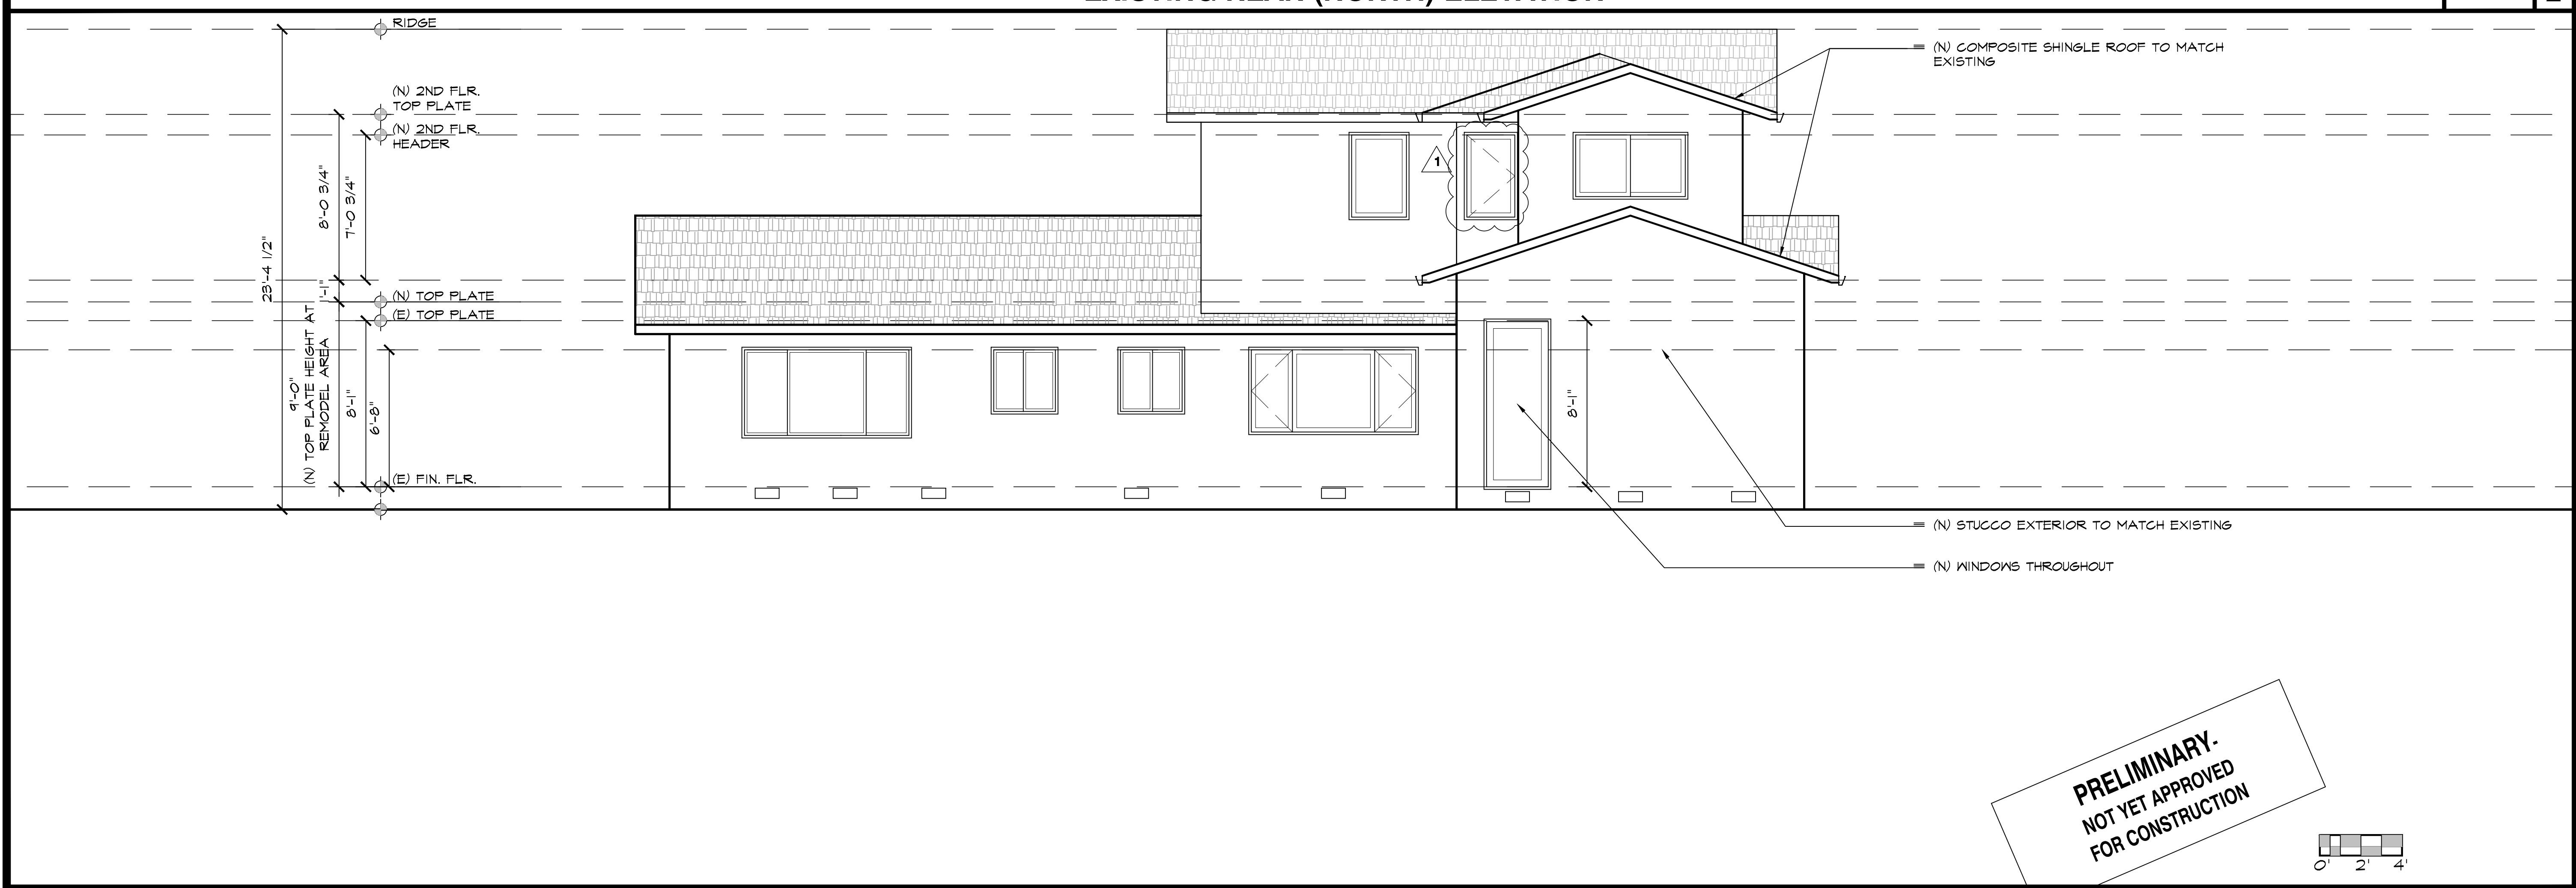 RIDGE
(N) COMPOSITE SHINGLE ROOF TO MATCH
EXISTING
(N) 2ND FLR.
TOP PLATE
(N) 2ND FLR.
HEADER
8'-0 3/4"
7'-0 3/4"
23'-4 1/2"
1
1'-1"
(N) TOP PLATE
(E) TOP PLATE
9'-0"
(N) TOP PLATE HEIGHT AT
REMODEL AREA
8'-1"
6'-8"
8'-1"
(E) FIN. FLR.
(N) STUCCO EXTERIOR TO MATCH EXISTING
(N) WINDOWS THROUGHOUT
PRELIMINARY-
NOT YET APPROVED
FOR CONSTRUCTION
0' 2' 4'